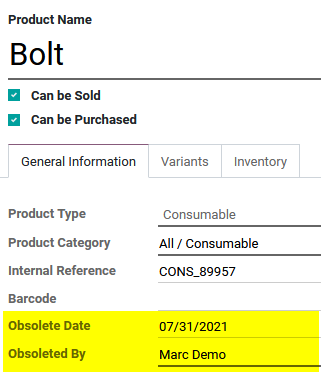 Product Name
Bolt
Can be Sold
Can be Purchased
General Information Variants Inventory
Product Type Consumable
Product Category All / Consumable
Internal Reference CONS_89957
Barcode
Obsolete Date 07/31/2021
Obsoleted By Marc Demo